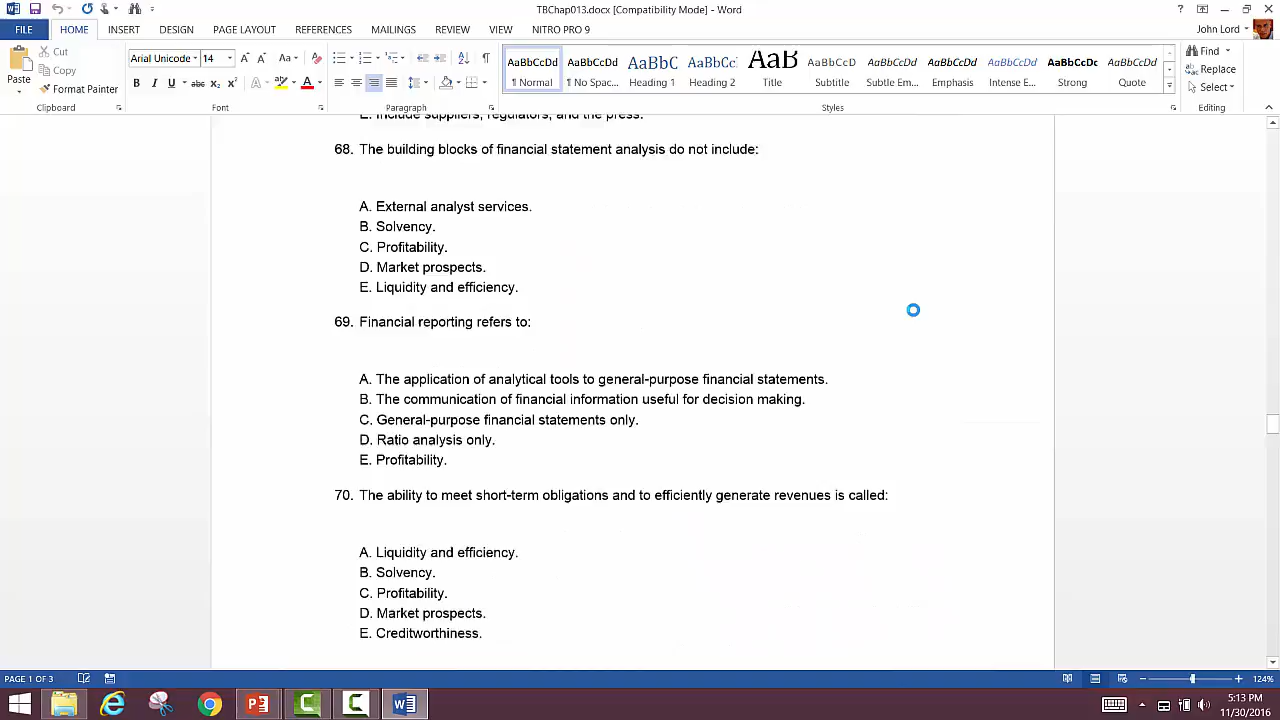 TBChap013.docx [Compatibility Mode] - Word
FILE HOME INSERT DESIGN PAGE LAYOUT REFERENCES MAILINGS REVIEW VIEW NITRO PRO 9 John Lord
Paste
Cut
Copy
Format Painter
Clipboard
Arial Unicode 14
Font
Paragraph
AaBbCcDd AaBbCcDd AaBbC AaBbCc AaB AaBbCcD AaBbCcDd AaBbCcDd AaBbCcDd AaBbCcDc AaBbCcDd
¶ Normal ¶ No Spac... Heading 1 Heading 2 Title Subtitle Subtle Em... Emphasis Intense E... Strong Quote
Styles
Find
Replace
Select
Editing
E. Include suppliers, regulators, and the press.
68. The building blocks of financial statement analysis do not include:
A. External analyst services.
B. Solvency.
C. Profitability.
D. Market prospects.
E. Liquidity and efficiency.
69. Financial reporting refers to:
A. The application of analytical tools to general-purpose financial statements.
B. The communication of financial information useful for decision making.
C. General-purpose financial statements only.
D. Ratio analysis only.
E. Profitability.
70. The ability to meet short-term obligations and to efficiently generate revenues is called:
A. Liquidity and efficiency.
B. Solvency.
C. Profitability.
D. Market prospects.
E. Creditworthiness.
PAGE 1 OF 3 124%
5:13 PM
11/30/2016